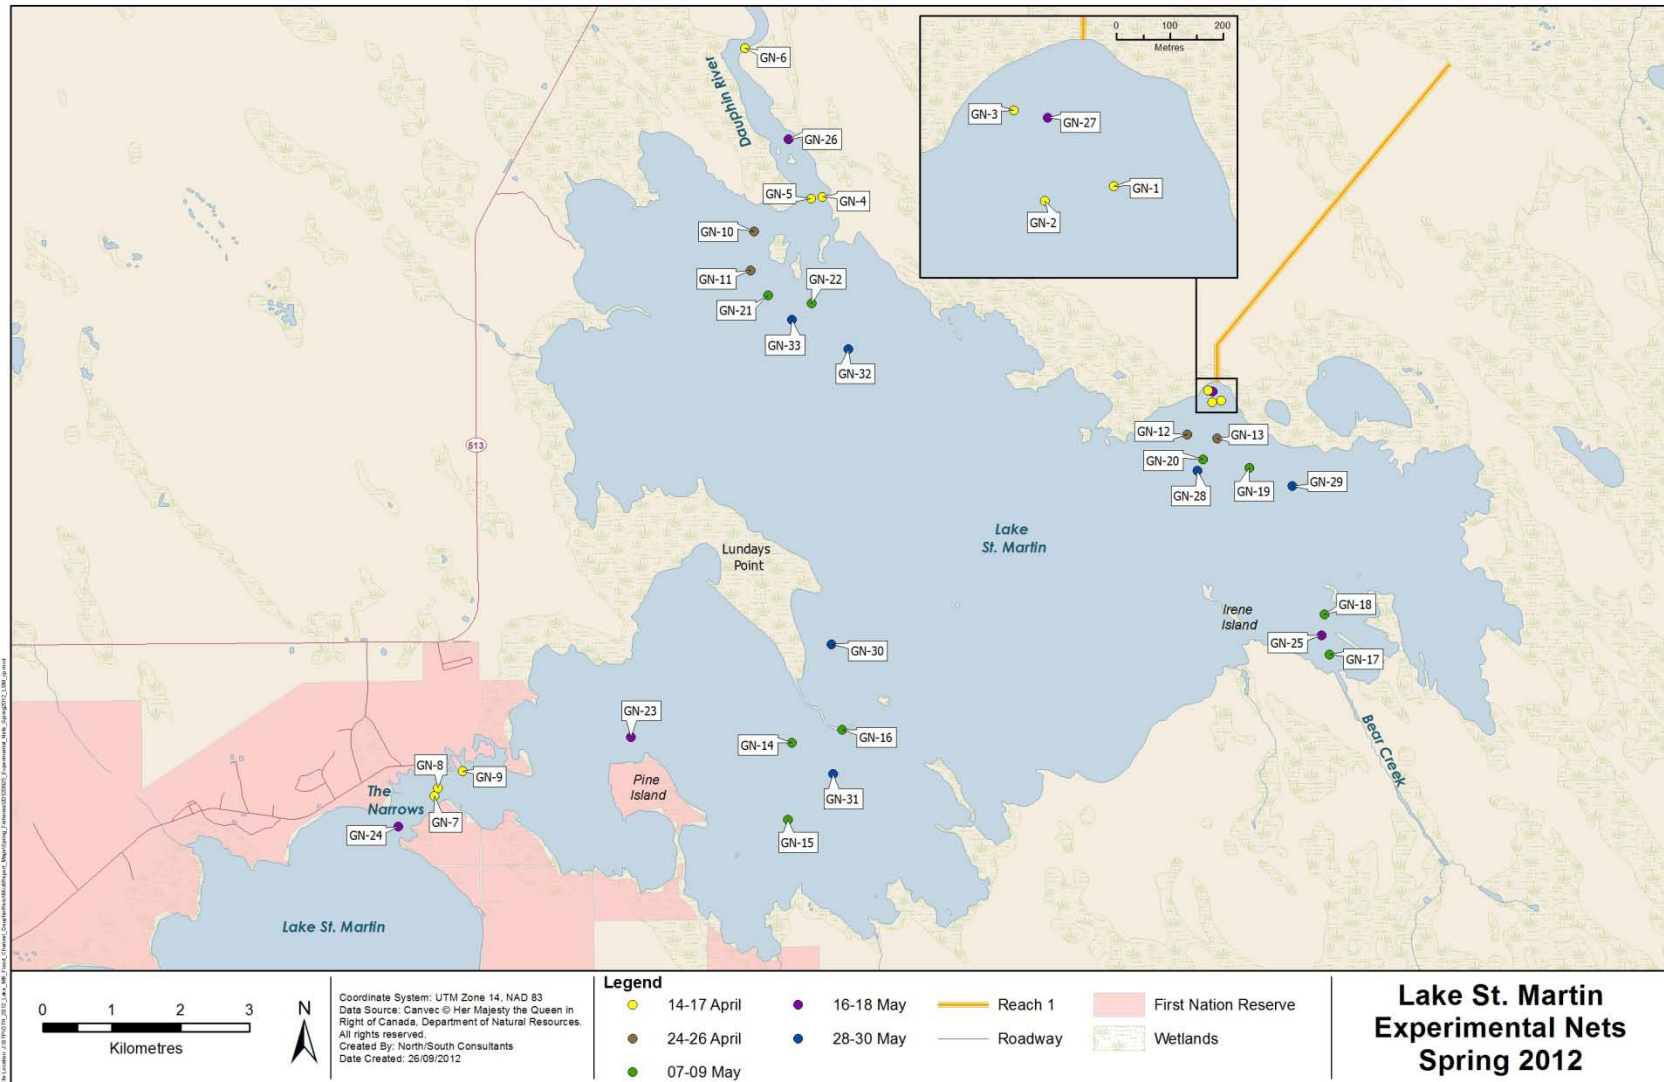 0 100 200
Metres
GN-6
Dauphin River
GN-3
GN-27
GN-26
GN-1
GN-5
GN-4
GN-2
GN-10
GN-11
GN-22
GN-21
GN-33
GN-32
GN-12
GN-13
513
GN-20
GN-19
GN-29
GN-28
Lake
St. Martin
Lundays
Point
GN-18
Irene
Island
GN-25
GN-30
GN-17
GN-23
Bear Creek
GN-16
GN-14
GN-8
GN-9
Pine
Island
The
Narrows
GN-31
GN-7
GN-24
GN-15
Lake St. Martin
0 1 2 3
Kilometres
N
Coordinate System: UTM Zone 14, NAD 83
Data Source: Canvec © Her Majesty the Queen in
Right of Canada, Department of Natural Resources.
All rights reserved.
Created By: North/South Consultants
Date Created: 26/09/2012
Legend
14-17 April
24-26 April
07-09 May
16-18 May
28-30 May
Reach 1
Roadway
First Nation Reserve
Wetlands
Lake St. Martin
Experimental Nets
Spring 2012